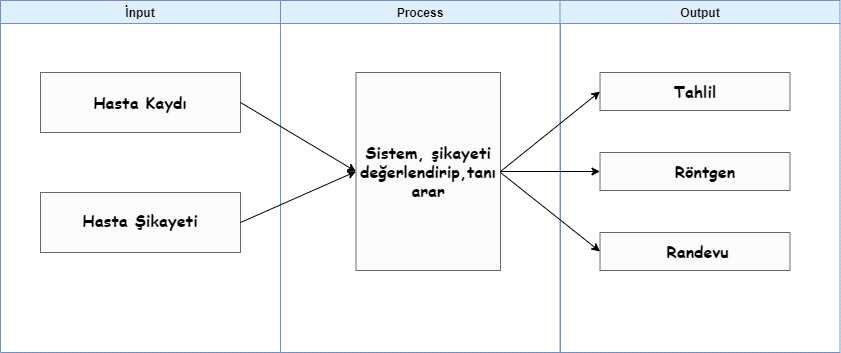 İnput
Process
Output
Hasta Kaydı
Hasta Şikayeti
Sistem, şikayeti
değerlendirip,tanı
arar
Tahlil
Röntgen
Randevu